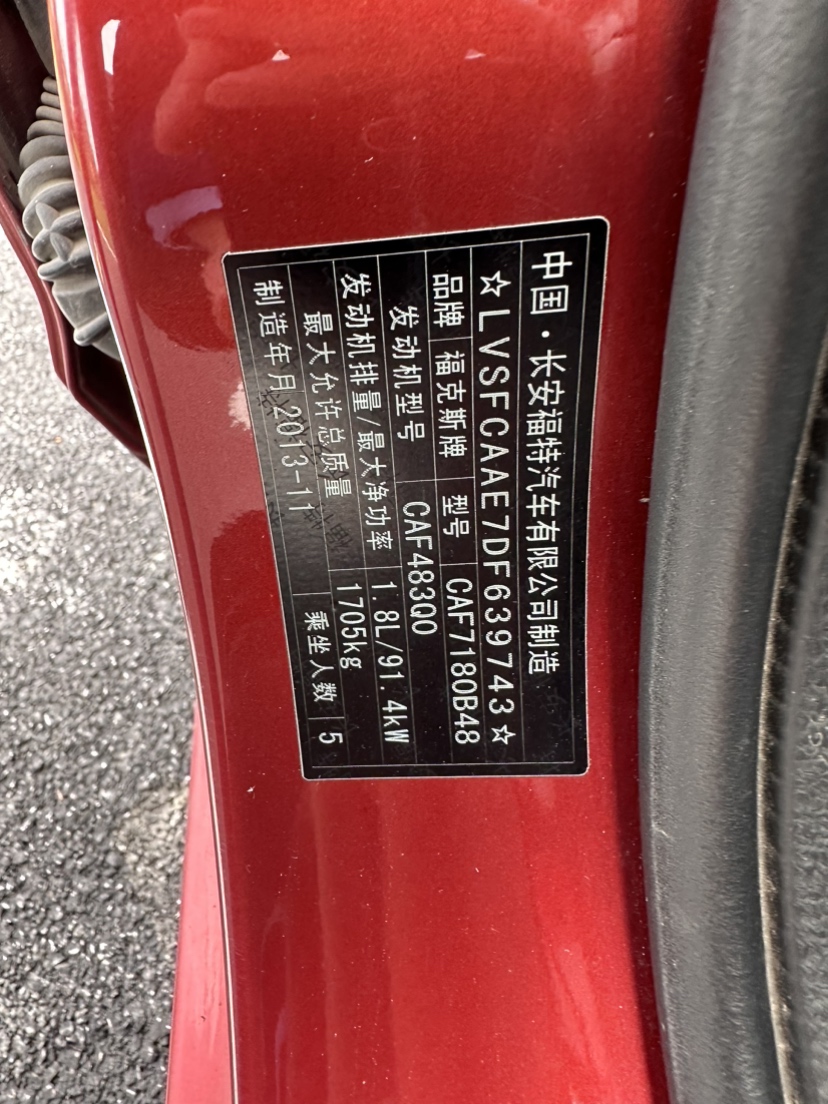 中国·长安福特汽车有限公司制造
☆LVSFCAAE7DF639743☆
品牌 福克斯牌 型号 CAF7180B48
发动机型号 CAF483Q0
发动机排量/最大净功率 1.8L/91.4kW
最大允许总质量 1705kg
制造年月 2013-11 乘坐人数 5